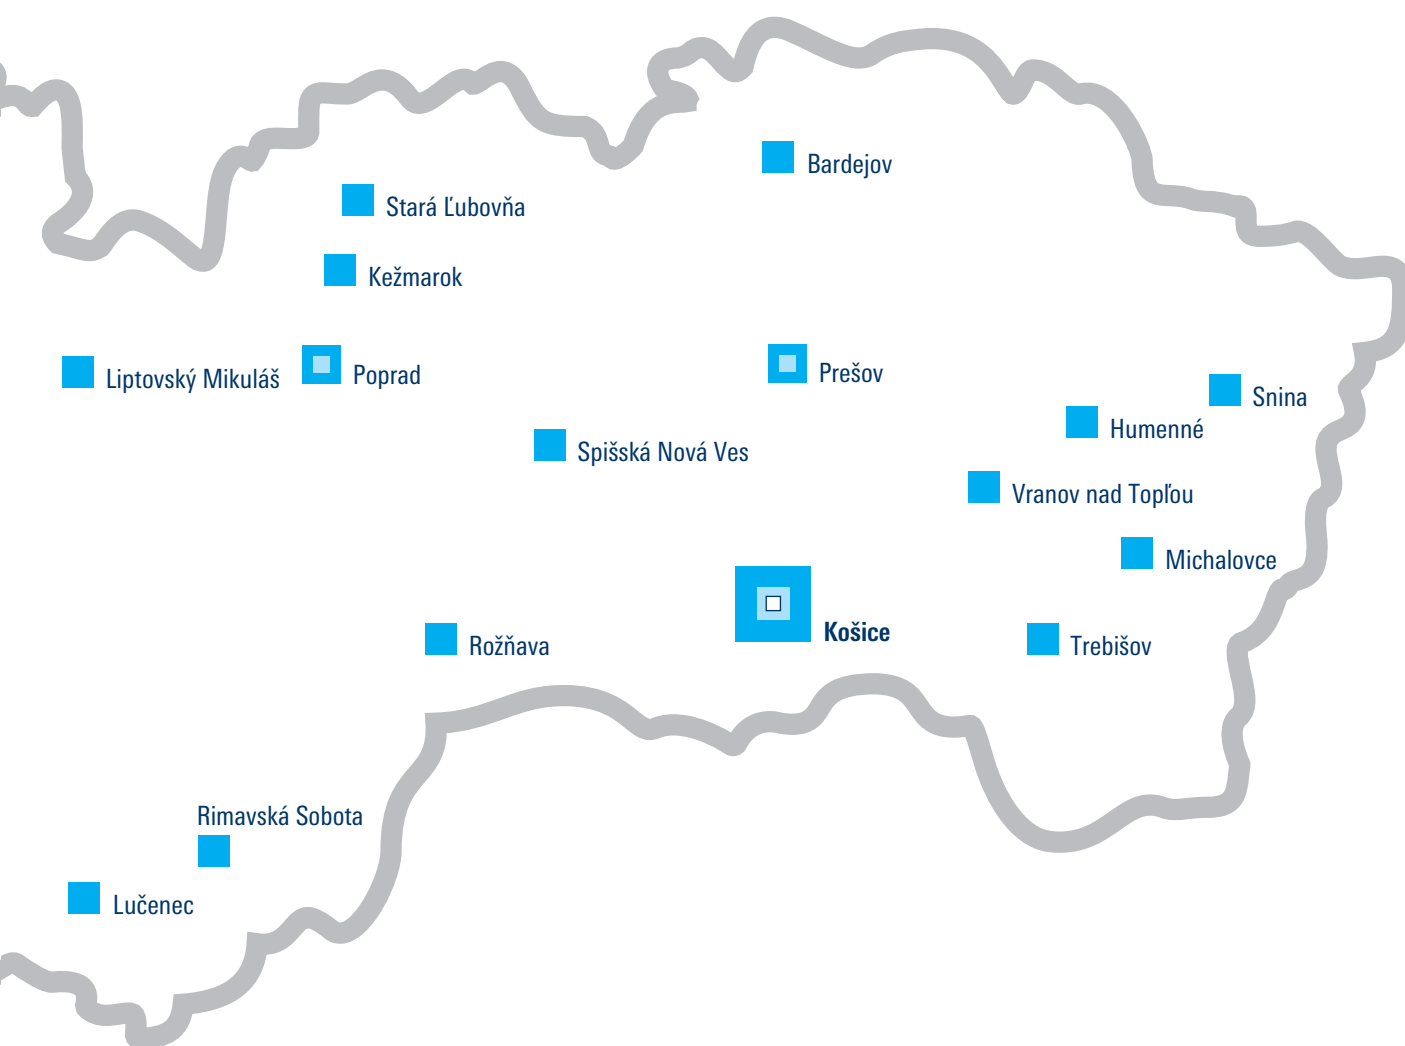 Bardejov
Stará Ľubovňa
Kežmarok
Liptovský Mikuláš
Poprad
Prešov
Snina
Humenné
Spišská Nová Ves
Vranov nad Topľou
Michalovce
Košice
Rožňava
Trebišov
Rimavská Sobota
Lučenec